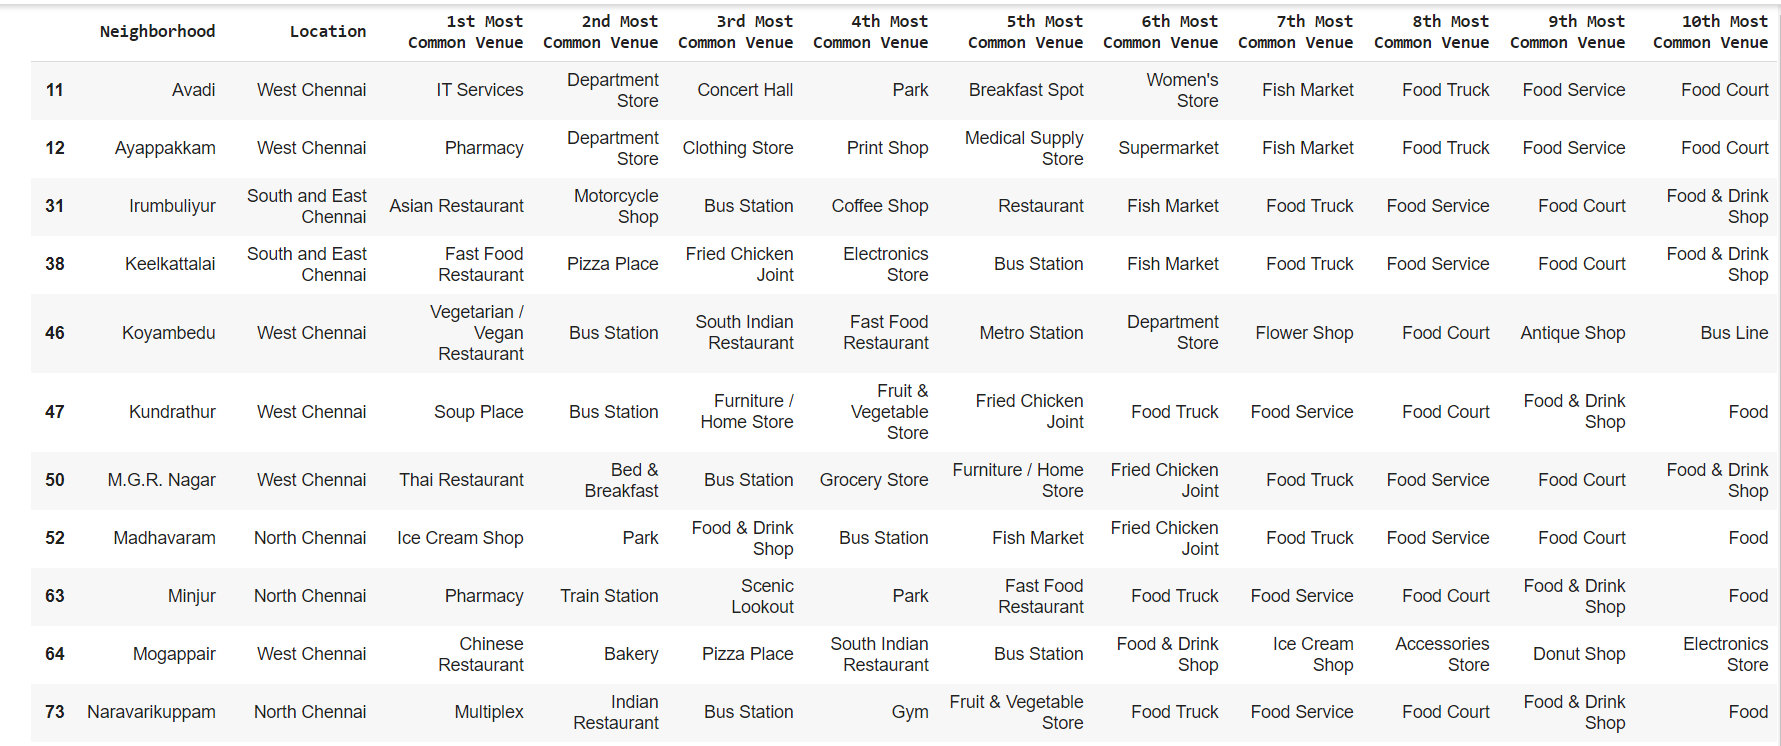 Neighborhood Location 1st Most Common Venue 2nd Most Common Venue 3rd Most Common Venue 4th Most Common Venue 5th Most Common Venue 6th Most Common Venue 7th Most Common Venue 8th Most Common Venue 9th Most Common Venue 10th Most Common Venue
11 Avadi West Chennai IT Services Department Store Concert Hall Park Breakfast Spot Women's Store Fish Market Food Truck Food Service Food Court
12 Ayappakkam West Chennai Pharmacy Department Store Clothing Store Print Shop Medical Supply Store Supermarket Fish Market Food Truck Food Service Food Court
31 Irumbuliyur South and East Chennai Asian Restaurant Motorcycle Shop Bus Station Coffee Shop Restaurant Fish Market Food Truck Food Service Food Court Food & Drink Shop
38 Keelkattalai South and East Chennai Fast Food Restaurant Pizza Place Fried Chicken Joint Electronics Store Bus Station Fish Market Food Truck Food Service Food Court Food & Drink Shop
46 Koyambedu West Chennai Vegetarian / Vegan Restaurant Bus Station South Indian Restaurant Fast Food Restaurant Metro Station Department Store Flower Shop Food Court Antique Shop Bus Line
47 Kundrathur West Chennai Soup Place Bus Station Furniture / Home Store Fruit & Vegetable Store Fried Chicken Joint Food Truck Food Service Food Court Food & Drink Shop Food
50 M.G.R. Nagar West Chennai Thai Restaurant Bed & Breakfast Bus Station Grocery Store Furniture / Home Store Fried Chicken Joint Food Truck Food Service Food Court Food & Drink Shop
52 Madhavaram North Chennai Ice Cream Shop Park Food & Drink Shop Bus Station Fish Market Fried Chicken Joint Food Truck Food Service Food Court Food
63 Minjur North Chennai Pharmacy Train Station Scenic Lookout Park Fast Food Restaurant Food Truck Food Service Food Court Food & Drink Shop Food
64 Mogappair West Chennai Chinese Restaurant Bakery Pizza Place South Indian Restaurant Bus Station Food & Drink Shop Ice Cream Shop Accessories Store Donut Shop Electronics Store
73 Naravarikuppam North Chennai Multiplex Indian Restaurant Bus Station Gym Fruit & Vegetable Store Food Truck Food Service Food Court Food & Drink Shop Food